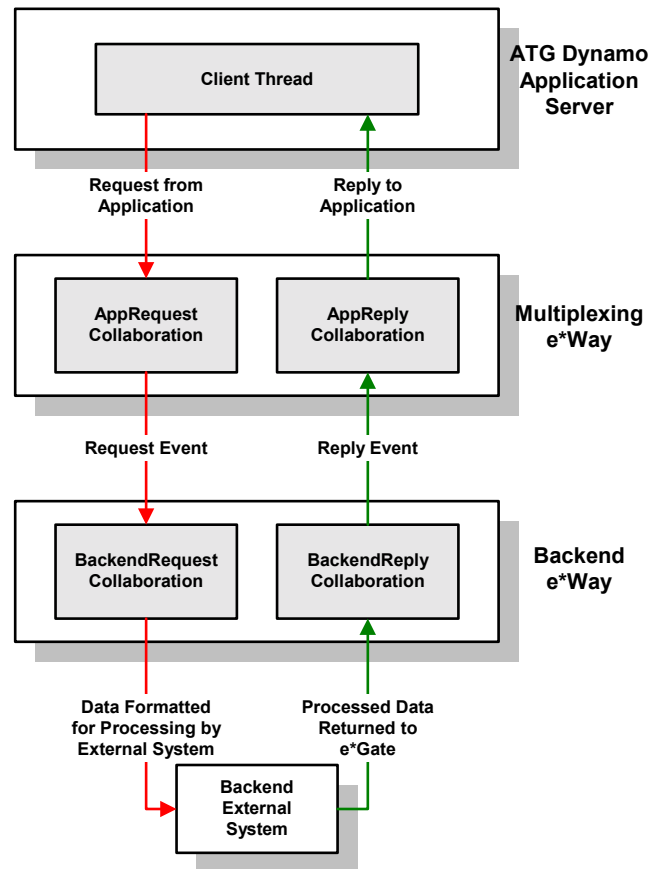 ATG Dynamo
Application
Server
Client Thread
Request from
Application
Reply to
Application
AppRequest
Collaboration
AppReply
Collaboration
Multiplexing
e*Way
Request Event
Reply Event
BackendRequest
Collaboration
BackendReply
Collaboration
Backend
e*Way
Data Formatted
for Processing by
External System
Processed Data
Returned to
e*Gate
Backend
External
System